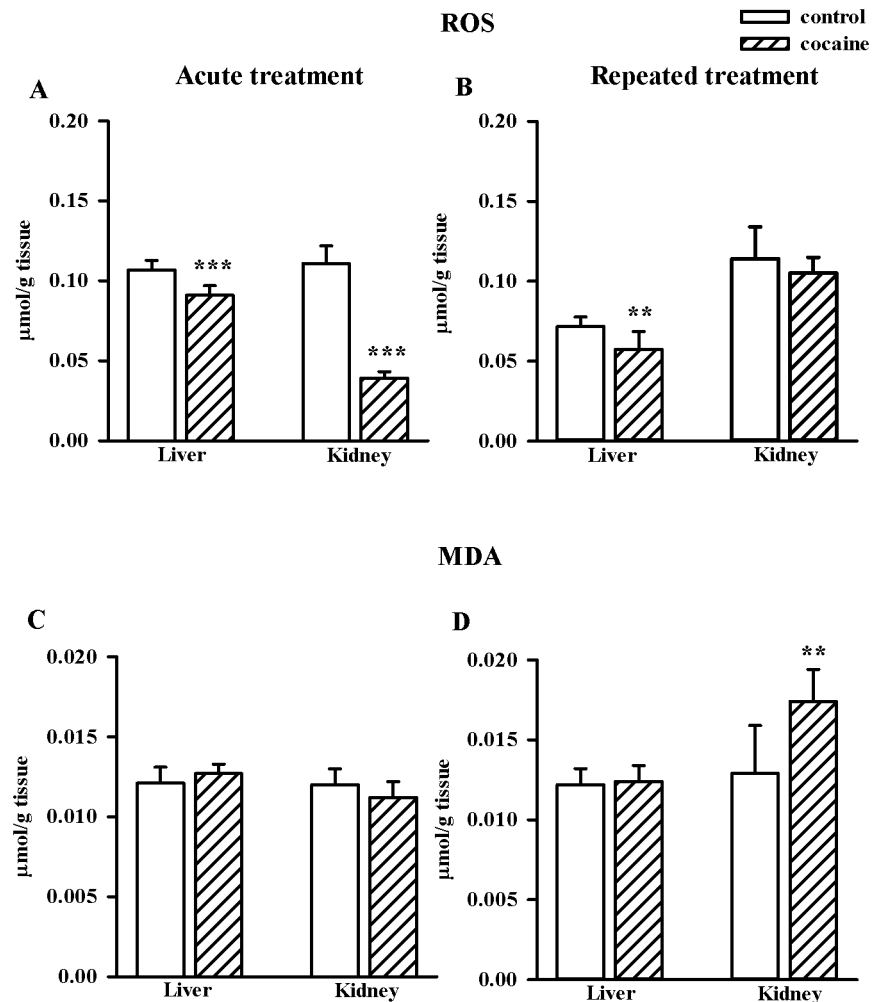 ROS
control
cocaine
A
Acute treatment
B
Repeated treatment
0.20
0.15
0.10
0.05
0.00
μmol/g tissue
***
***
Liver
Kidney
0.20
0.15
0.10
0.05
0.00
μmol/g tissue
**
Liver
Kidney
MDA
C
0.020
0.015
0.010
0.005
0.00
μmol/g tissue
Liver
Kidney
D
0.020
0.015
0.010
0.005
0.00
μmol/g tissue
**
Liver
Kidney